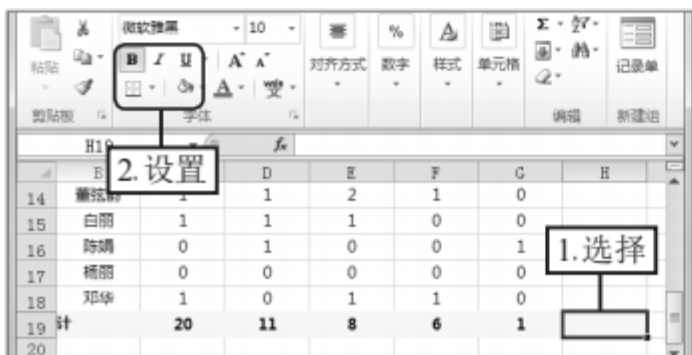 微软雅黑 10 Σ
B I U A A % A
粘贴 对齐方式 数字 样式 单元格 记录单
A wén 文
剪贴板 字体 编辑 新建组
H19 fx
2.设置
B D E F G H
14 1 1 2 1 0
15 白丽 1 1 1 0 0
16 陈娟 0 1 0 0 1
1.选择
17 杨丽 0 0 0 0 0
18 邓华 1 0 1 1 0
19 计 20 11 8 6 1
20